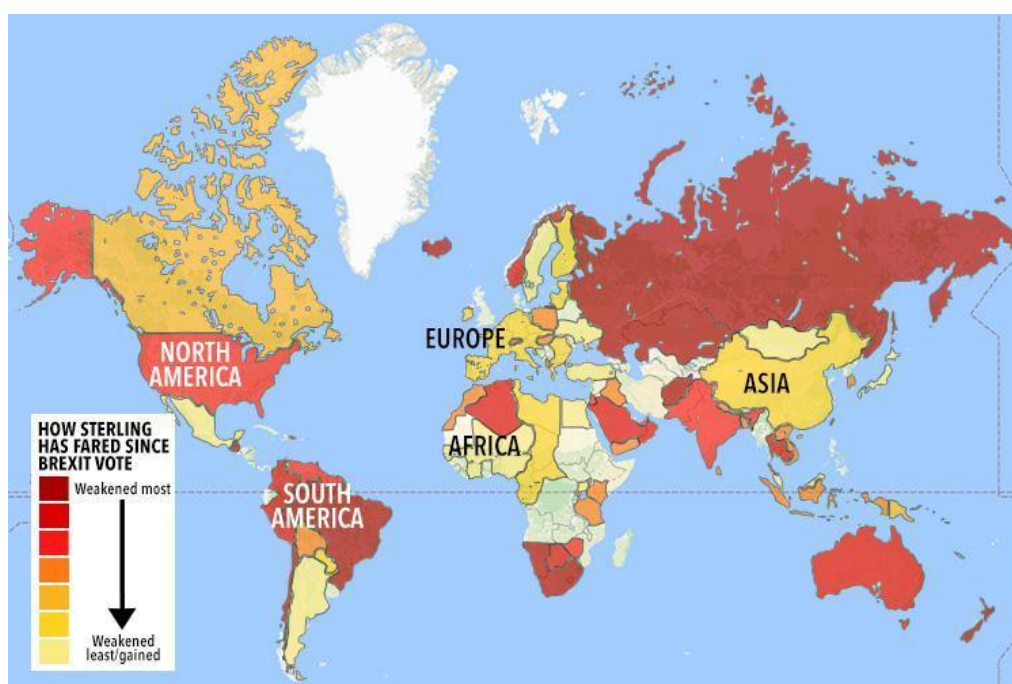 EUROPE
NORTH
AMERICA
ASIA
AFRICA
SOUTH
AMERICA
HOW STERLING
HAS FARED SINCE
BREXIT VOTE
Weakened most
Weakened
least/gained